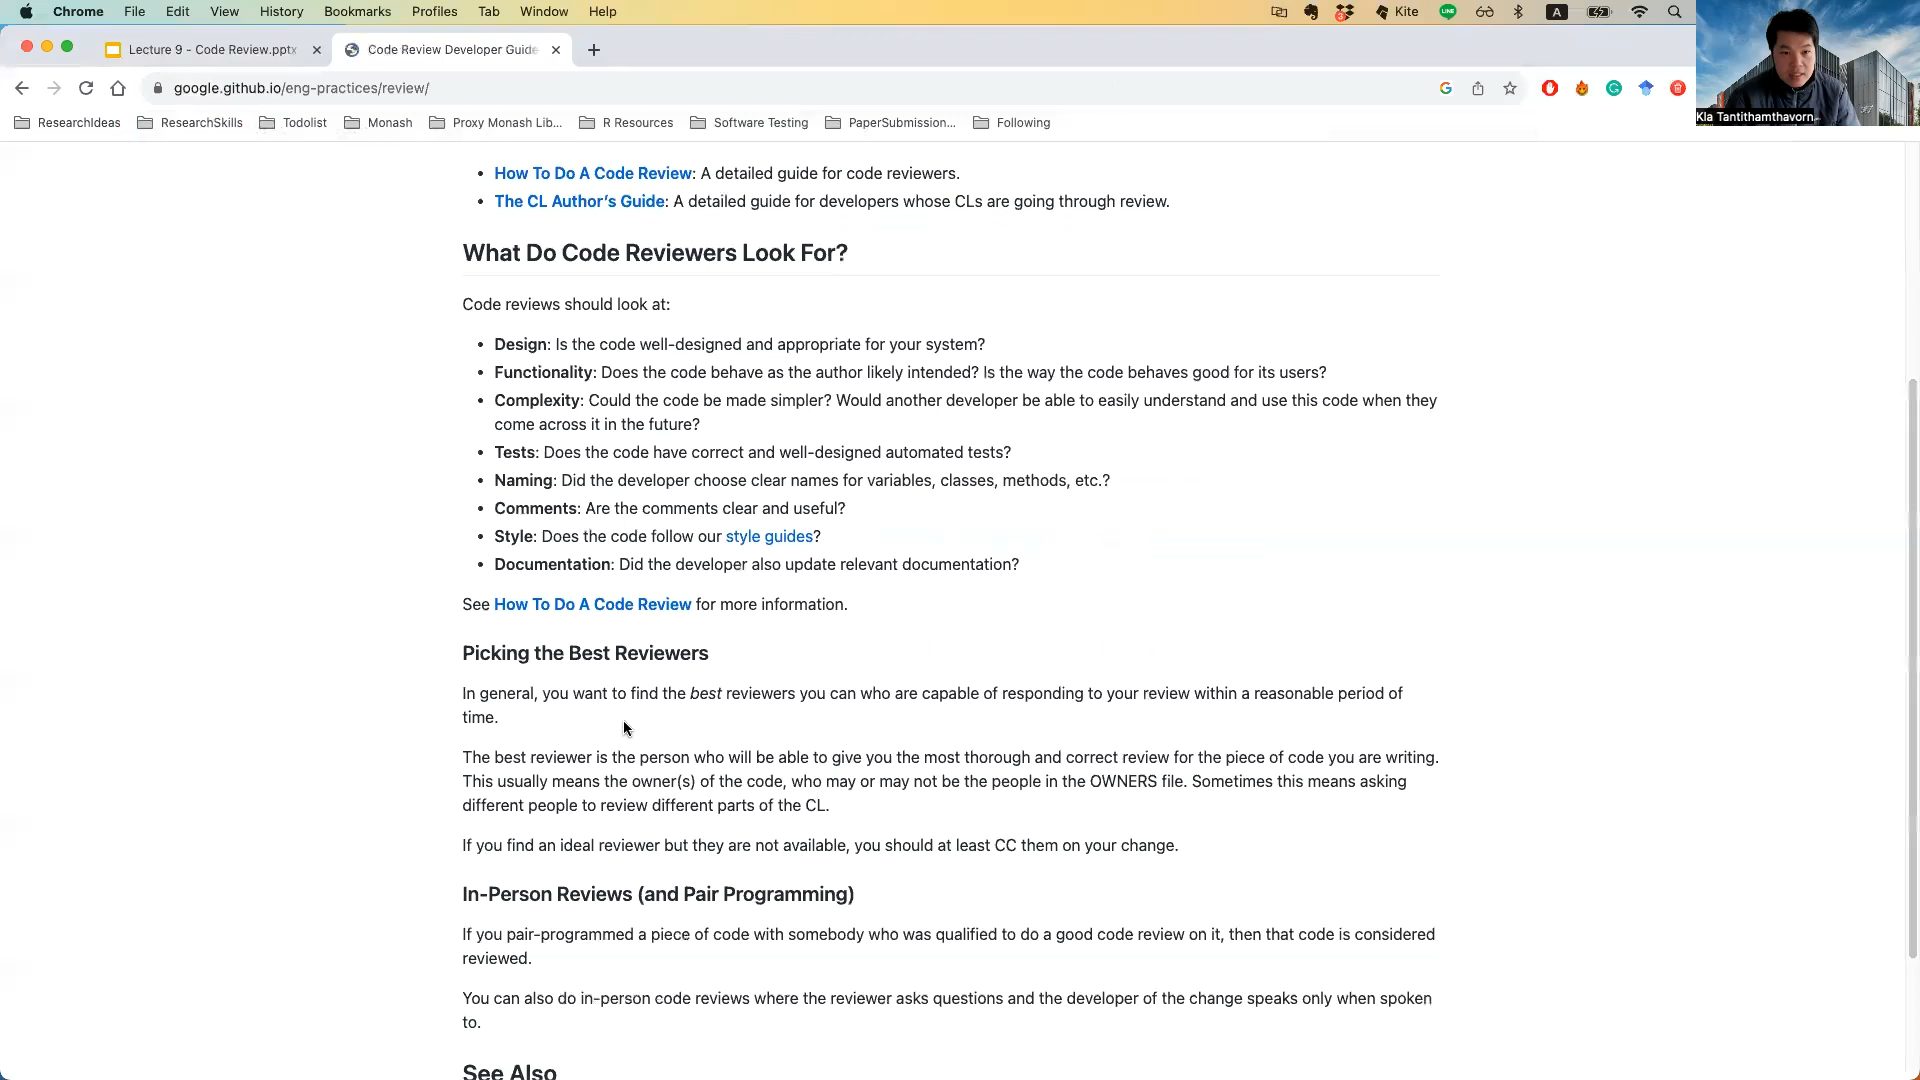 Chrome File Edit View History Bookmarks Profiles Tab Window Help
3 Kite LINE A
Lecture 9 - Code Review.pptx
Code Review Developer Guide
google.github.io/eng-practices/review/
ResearchIdeas ResearchSkills Todolist Monash Proxy Monash Lib... R Resources Software Testing PaperSubmission... Following
Kla Tantithamthavorn
How To Do A Code Review: A detailed guide for code reviewers.
The CL Author's Guide: A detailed guide for developers whose CLs are going through review.
What Do Code Reviewers Look For?
Code reviews should look at:
Design: Is the code well-designed and appropriate for your system?
Functionality: Does the code behave as the author likely intended? Is the way the code behaves good for its users?
Complexity: Could the code be made simpler? Would another developer be able to easily understand and use this code when they
come across it in the future?
Tests: Does the code have correct and well-designed automated tests?
Naming: Did the developer choose clear names for variables, classes, methods, etc.?
Comments: Are the comments clear and useful?
Style: Does the code follow our style guides?
Documentation: Did the developer also update relevant documentation?
See How To Do A Code Review for more information.
Picking the Best Reviewers
In general, you want to find the best reviewers you can who are capable of responding to your review within a reasonable period of
time.
The best reviewer is the person who will be able to give you the most thorough and correct review for the piece of code you are writing.
This usually means the owner(s) of the code, who may or may not be the people in the OWNERS file. Sometimes this means asking
different people to review different parts of the CL.
If you find an ideal reviewer but they are not available, you should at least CC them on your change.
In-Person Reviews (and Pair Programming)
If you pair-programmed a piece of code with somebody who was qualified to do a good code review on it, then that code is considered
reviewed.
You can also do in-person code reviews where the reviewer asks questions and the developer of the change speaks only when spoken
to.
See Also